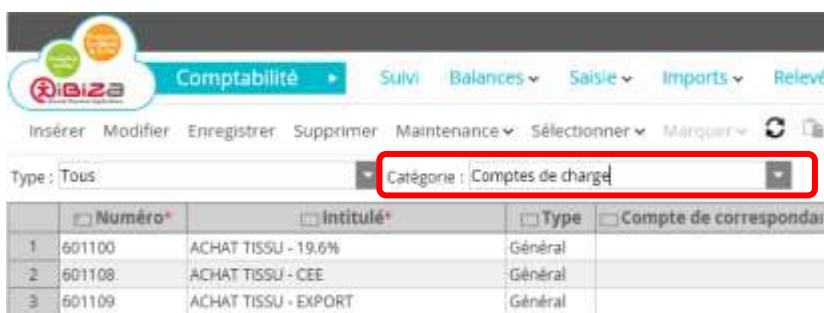 iBiZa
Comptabilité Suivi Balances Saisie Imports Relevé
Insérer Modifier Enregistrer Supprimer Maintenance Sélectionner Marquer
Type : Tous Catégorie : Comptes de charge
Numéro* Intitulé* Type Compte de correspondan
1 601100 ACHAT TISSU - 19.6% Général
2 601108 ACHAT TISSU - CEE Général
3 601109 ACHAT TISSU - EXPORT Général